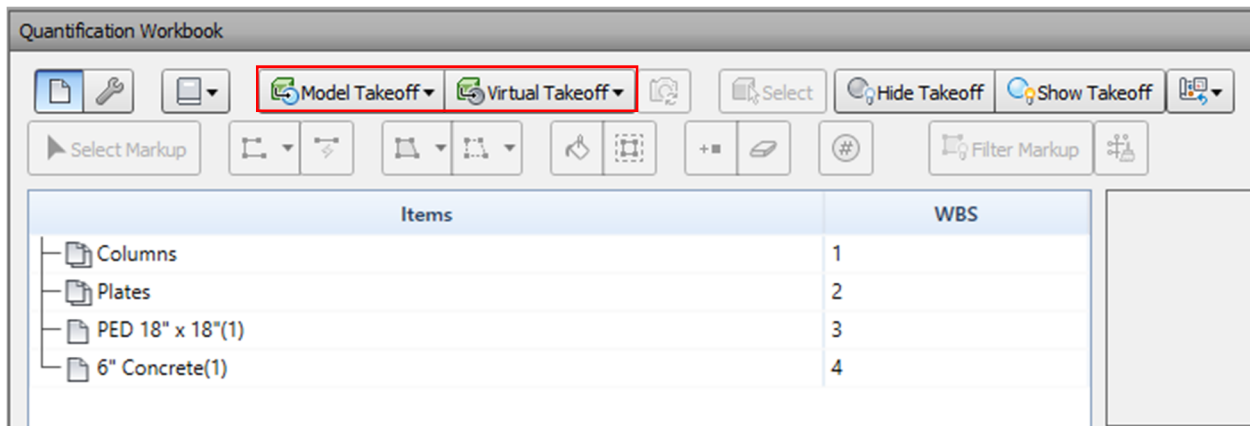 Quantification Workbook
Model Takeoff Virtual Takeoff Select Hide Takeoff Show Takeoff
Select Markup # Filter Markup
Items WBS
Columns 1
Plates 2
PED 18" x 18"(1) 3
6" Concrete(1) 4